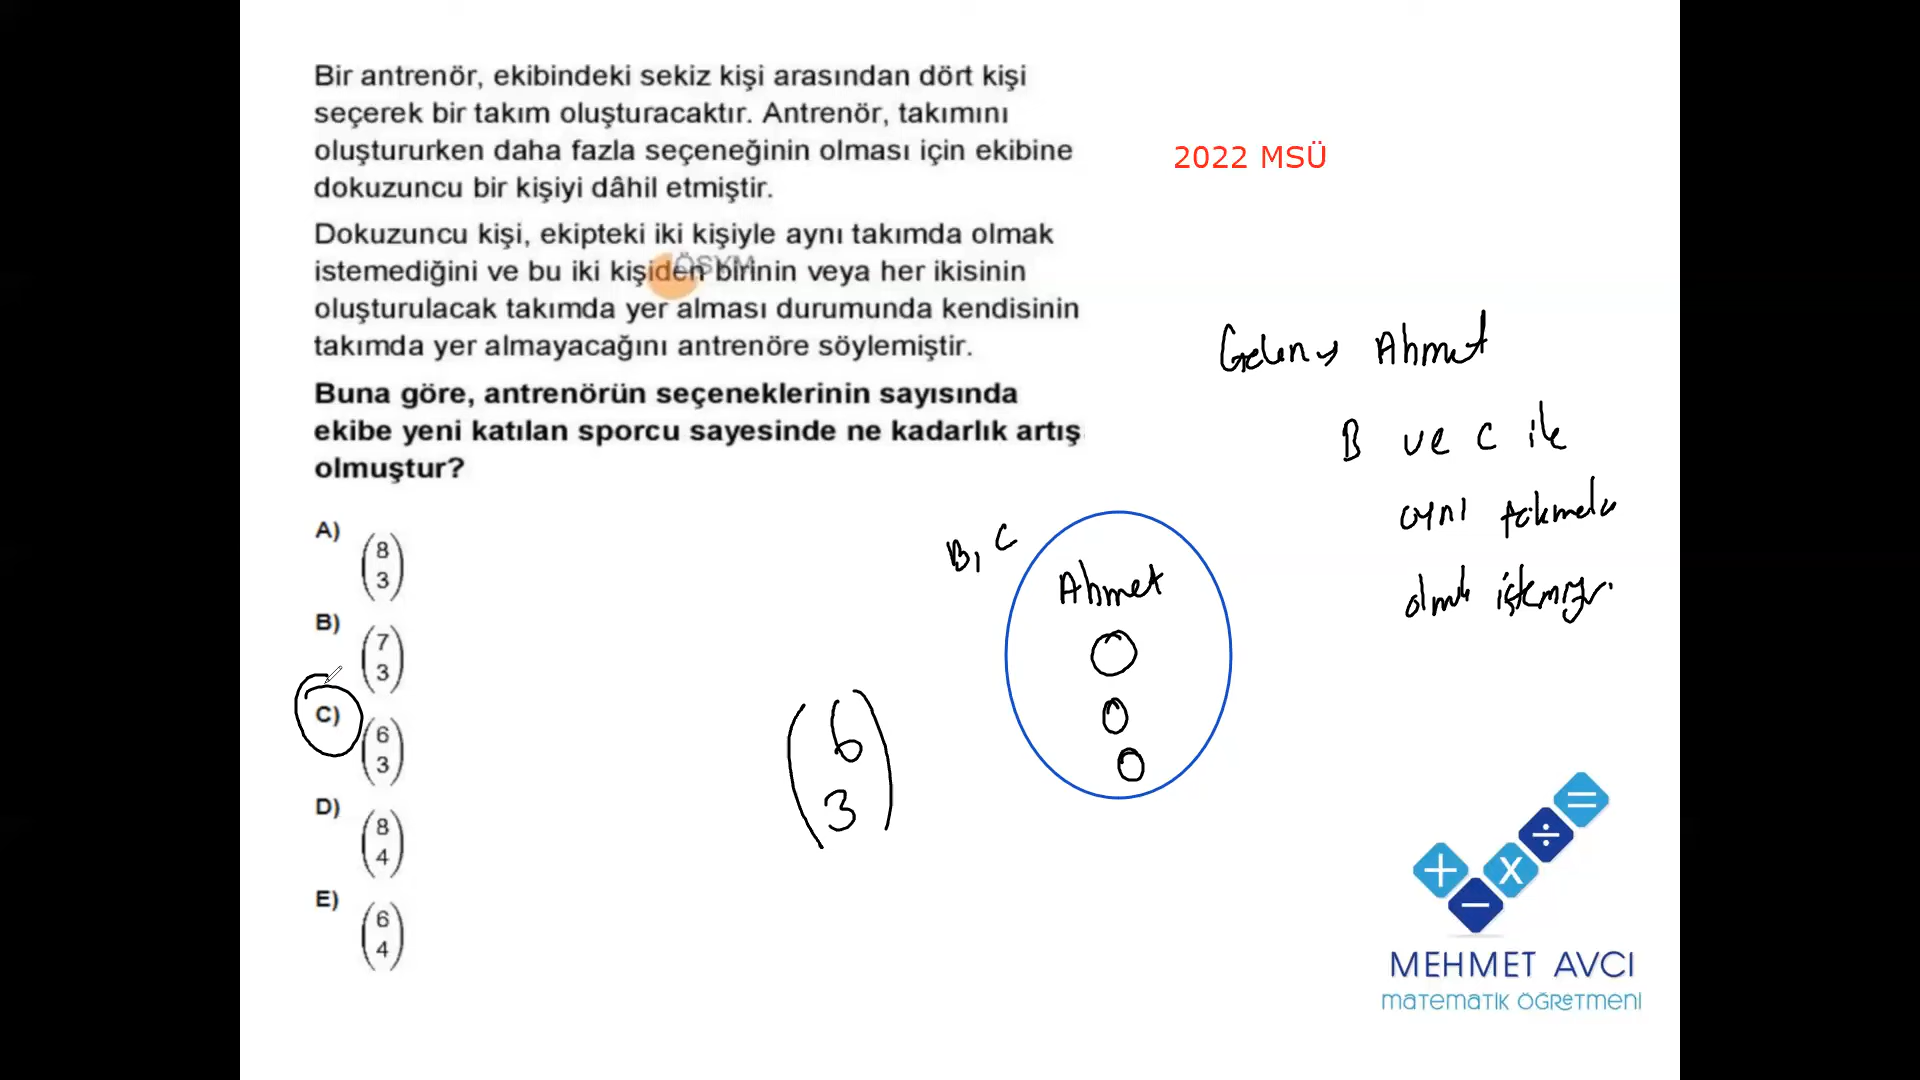 Bir antrenör, ekibindeki sekiz kişi arasından dört kişi
seçerek bir takım oluşturacaktır. Antrenör, takımını
oluştururken daha fazla seçeneğinin olması için ekibine
dokuzuncu bir kişiyi dâhil etmiştir.
Dokuzuncu kişi, ekipteki iki kişiyle aynı takımda olmak
istemediğini ve bu iki kişiden birinin veya her ikisinin
oluşturulacak takımda yer alması durumunda kendisinin
takımda yer almayacağını antrenöre söylemiştir.
ÖSYM
Buna göre, antrenörün seçeneklerinin sayısında
ekibe yeni katılan sporcu sayesinde ne kadarlık artış
olmuştur?
A) (8
3)
B) (7
3)
C) (6
3)
D) (8
4)
E) (6
4)
2022 MSÜ
Gelen → Ahmet
B ve C ile
aynı takımda
olmak istemiyor.
B, C
Ahmet
(6
3)
+ − x ÷ =
MEHMET AVCI
matematik öğretmeni